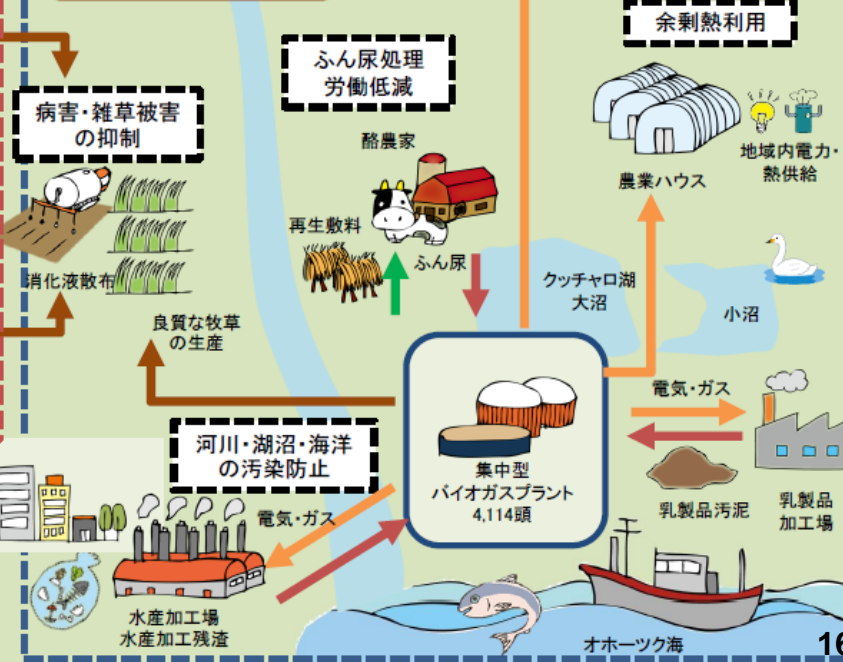 余剰熱利用
ふん尿処理
労働低減
病害・雑草被害
の抑制
酪農家
地域内電力・
熱供給
農業ハウス
再生敷料
ふん尿
消化液散布
クッチャロ湖
大沼
小沼
良質な牧草
の生産
電気・ガス
河川・湖沼・海洋
の汚染防止
集中型
バイオガスプラント
4,114頭
乳製品汚泥
乳製品
加工場
電気・ガス
水産加工場
水産加工残渣
オホーツク海
16